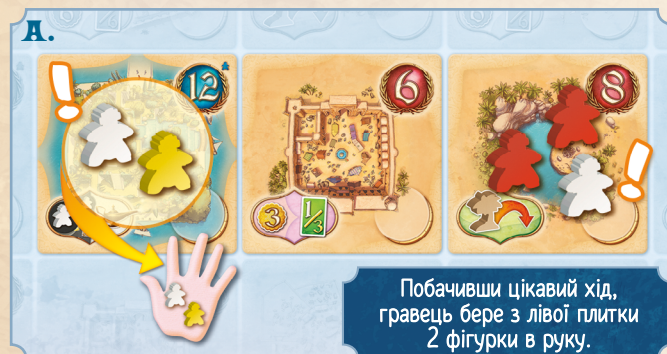 А.
12
6
8
3
1/3
Побачивши цікавий хід,
гравець бере з лівої плитки
2 фігурки в руку.